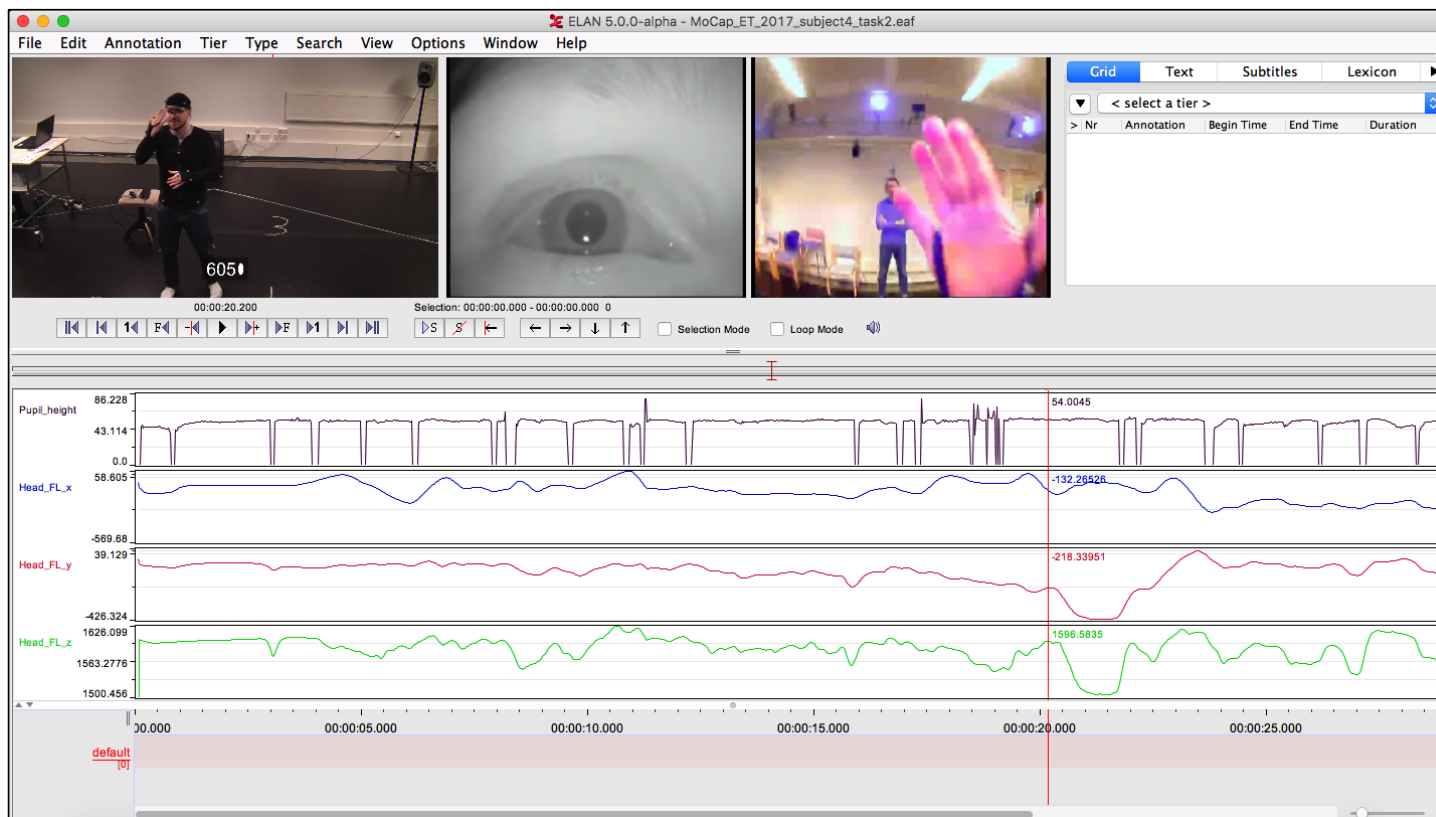 ELAN 5.0.0-alpha - MoCap_ET_2017_subject4_task2.eaf
File Edit Annotation Tier Type Search View Options Window Help
Grid Text Subtitles Lexicon
< select a tier >
> Nr Annotation Begin Time End Time Duration
605
00:00:20.200 Selection: 00:00:00.000 - 00:00:00.000 0
1 F F 1 S S Selection Mode Loop Mode
Pupil_height 86.228 54.0045
43.114
0.0
Head_FL_x 58.605 -132.26526
-569.68
Head_FL_y 39.129 -218.33951
-426.324
Head_FL_z 1626.099 1596.5835
1563.2776
1500.456
00.000 00:00:05.000 00:00:10.000 00:00:15.000 00:00:20.000 00:00:25.000
default
[0]